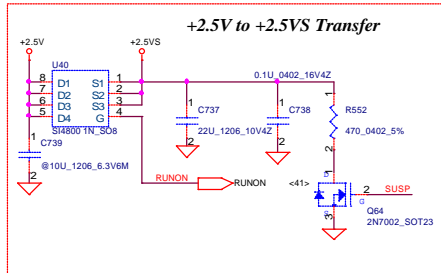 +2.5V to +2.5VS Transfer
+2.5V
+2.5VS
U40
8 D1 S1 1
7 D2 S2 2
6 D3 S3 3
5 D4 G 4
SI4800 1N_SO8
0.1U_0402_16V4Z
1
1
1
1
C737
C738
R552
2
2
22U_1206_10V4Z
470_0402_5%
C739
2
2
@10U_1206_6.3V6M
RUNON
RUNON
<41>
1
D
2
SUSP
G
S
3
Q64
2N7002_SOT23